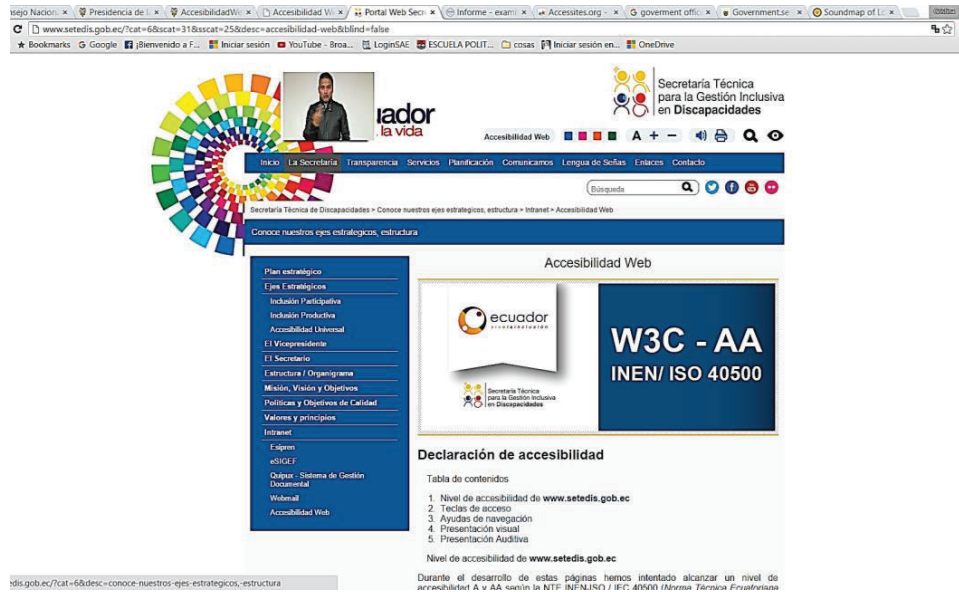 sejo Nacion.
Presidencia de l
AccesibilidadWe
Accesibilidad W
Portal Web Secr
Informe - exami
Accessites.org -
goverment offic
Government.se
Soundmap of Lo
www.setedis.gob.ec/?cat=6&scat=31&sscat=25&desc=accesibilidad-web&blind=false
Bookmarks Google ¡Bienvenido a F... Iniciar sesión YouTube - Broa... LoginSAE ESCUELA POLIT... cosas Iniciar sesión en... OneDrive
uador
la vida
Secretaría Técnica
para la Gestión Inclusiva
en Discapacidades
Accesibilidad Web A + -
Inicio La Secretaría Transparencia Servicios Planificación Comunicamos Lengua de Señas Enlaces Contacto
Búsqueda
Secretaría Técnica de Discapacidades > Conoce nuestros ejes estrategicos, estructura > Intranet > Accesibilidad Web
Conoce nuestros ejes estrategicos, estructura
Plan estratégico
Ejes Estratégicos
Inclusión Participativa
Inclusión Productiva
Accesibilidad Universal
El Vicepresidente
El Secretario
Estructura / Organigrama
Misión, Visión y Objetivos
Políticas y Objetivos de Calidad
Valores y principios
Intranet
Esipren
eSIGEF
Quipux - Sistema de Gestión
Documental
Webmail
Accesibilidad Web
Accesibilidad Web
ecuador
Secretaría Técnica
para la Gestión Inclusiva
en Discapacidades
W3C - AA
INEN/ ISO 40500
Declaración de accesibilidad
Tabla de contenidos
1. Nivel de accesibilidad de www.setedis.gob.ec
2. Teclas de acceso
3. Ayudas de navegación
4. Presentación visual
5. Presentación Auditiva
Nivel de accesibilidad de www.setedis.gob.ec
Durante el desarrollo de estas páginas hemos intentado alcanzar un nivel de
accesibilidad A y AA según la NTE INEN-ISO / IEC 40500 (Norma Técnica Ecuatoriana
edis.gob.ec/?cat=6&desc=conoce-nuestros-ejes-estrategicos,-estructura